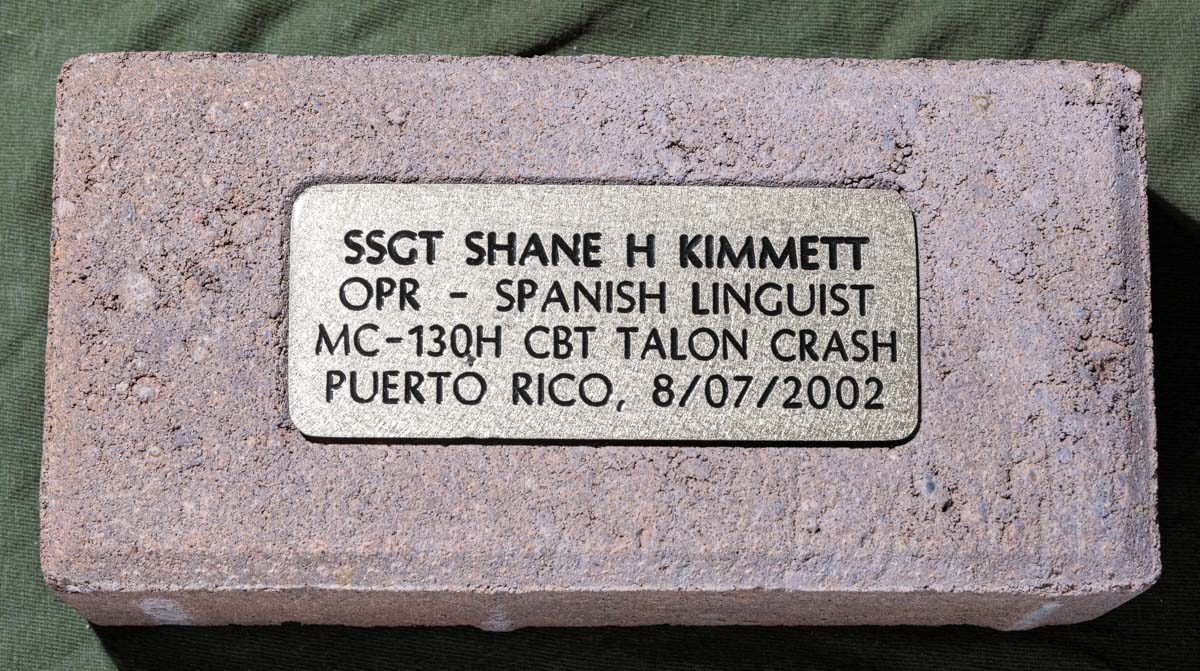 SSGT SHANE H KIMMETT
OPR - SPANISH LINGUIST
MC-130H CBT TALON CRASH
PUERTO RICO, 8/07/2002